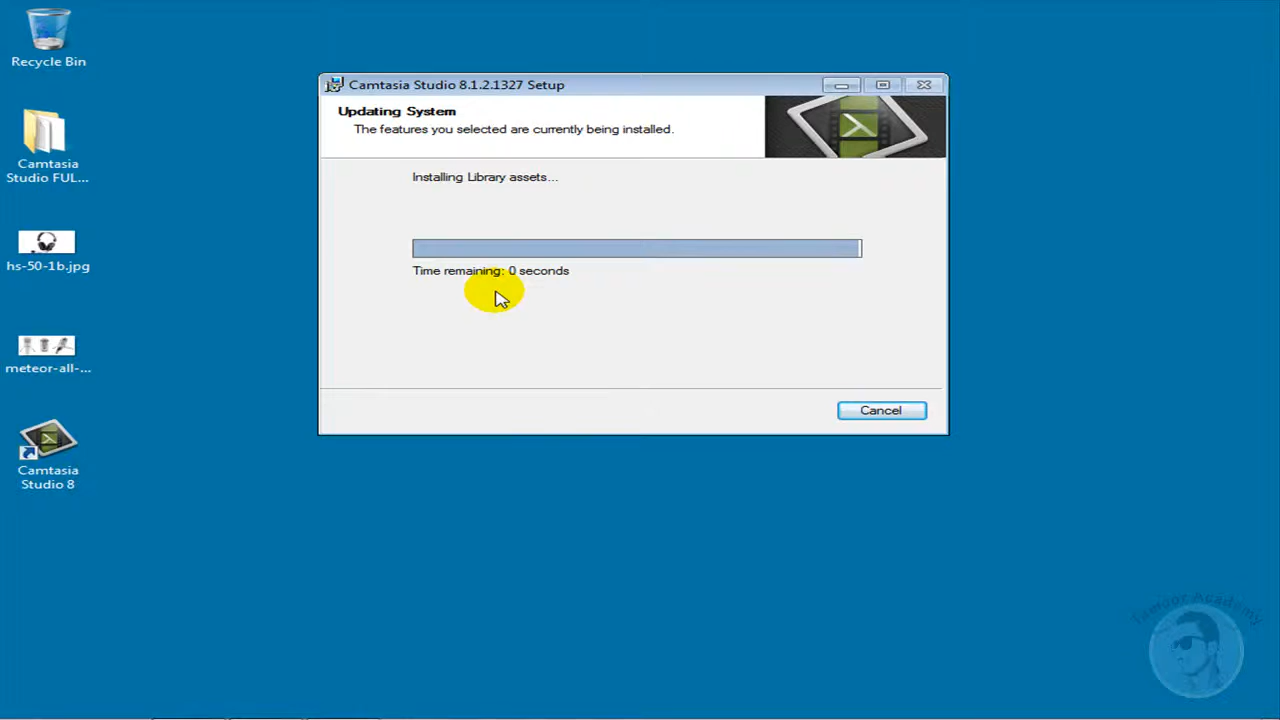 Recycle Bin
Camtasia
Studio FUL...
hs-50-1b.jpg
meteor-all-...
Camtasia
Studio 8
Camtasia Studio 8.1.2.1327 Setup
Updating System
The features you selected are currently being installed.
Installing Library assets...
Time remaining: 0 seconds
Cancel
Tamoor Academy